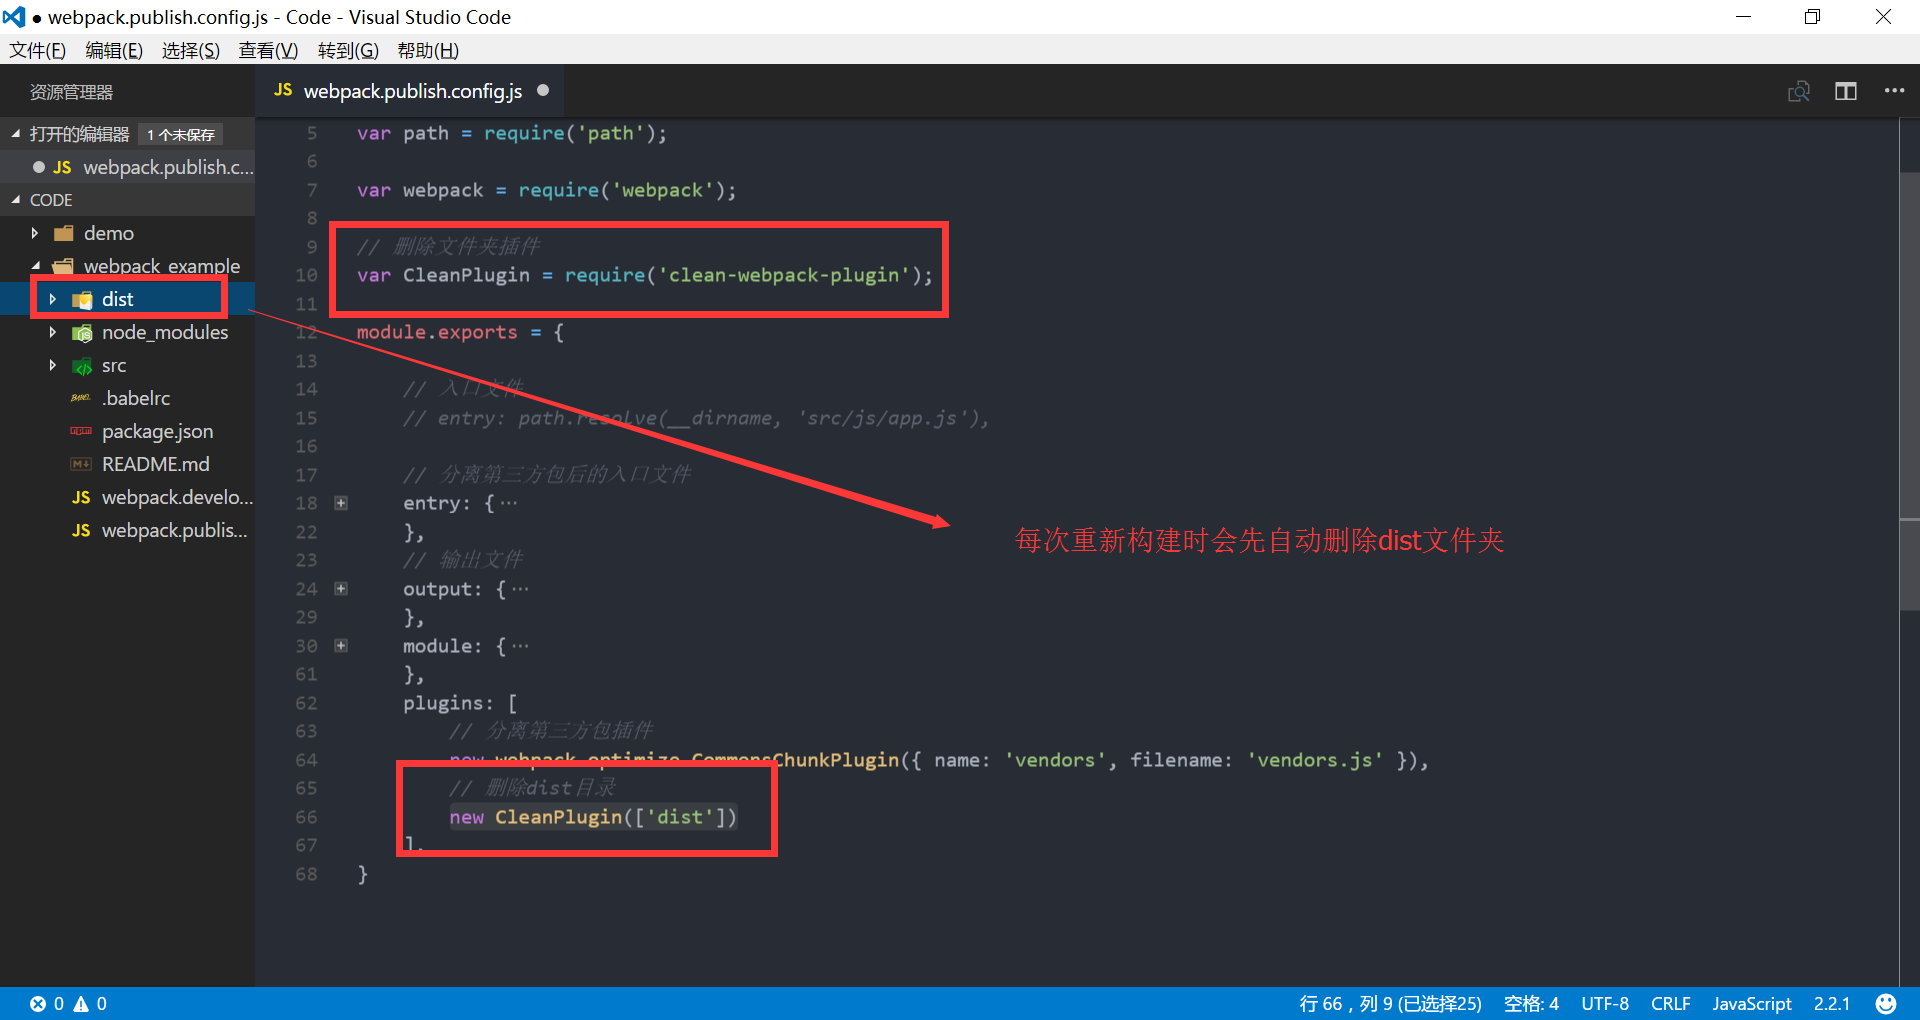 ● webpack.publish.config.js - Code - Visual Studio Code
文件(F) 编辑(E) 选择(S) 查看(V) 转到(G) 帮助(H)
资源管理器
打开的编辑器 1 个未保存
JS webpack.publish.c...
CODE
demo
webpack_example
dist
node_modules
src
.babelrc
package.json
README.md
JS webpack.develo...
JS webpack.publis...
JS webpack.publish.config.js
5 var path = require('path');
6
7 var webpack = require('webpack');
8
9 // 删除文件夹插件
10 var CleanPlugin = require('clean-webpack-plugin');
11
12 module.exports = {
13
14 // 入口文件
15 // entry: path.resolve(__dirname, 'src/js/app.js'),
16
17 // 分离第三方包后的入口文件
18 entry: {···
22 },
23 // 输出文件
24 output: {···
29 },
30 module: {···
61 },
62 plugins: [
63 // 分离第三方包插件
64 new webpack.optimize.CommonsChunkPlugin({ name: 'vendors', filename: 'vendors.js' }),
65 // 删除dist目录
66 new CleanPlugin(['dist'])
67 ],
68 }
每次重新构建时会先自动删除dist文件夹
0 0
行 66，列 9 (已选择25) 空格: 4 UTF-8 CRLF JavaScript 2.2.1